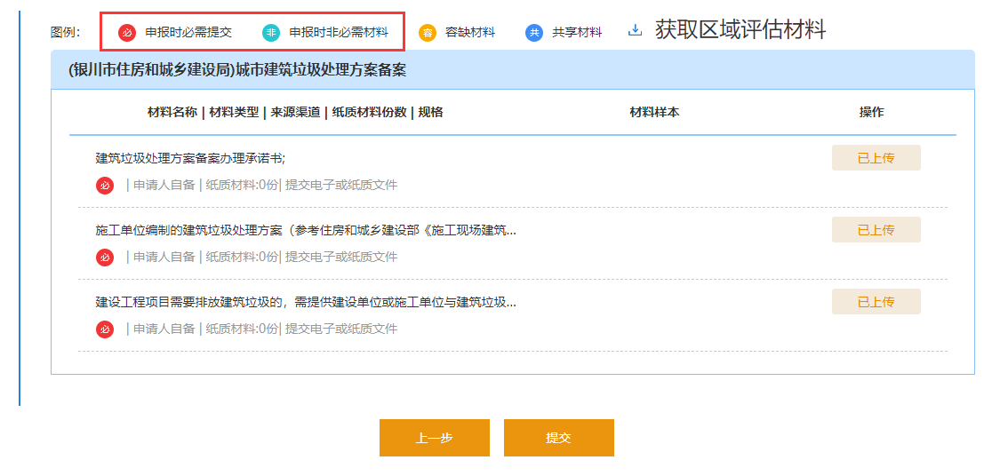 图例： 必 申报时必需提交 非 申报时非必需材料 容 容缺材料 共 共享材料 获取区域评估材料
(银川市住房和城乡建设局)城市建筑垃圾处理方案备案
材料名称 | 材料类型 | 来源渠道 | 纸质材料份数 | 规格 材料样本 操作
建筑垃圾处理方案备案办理承诺书; 已上传
必 | 申请人自备 | 纸质材料:0份| 提交电子或纸质文件
施工单位编制的建筑垃圾处理方案（参考住房和城乡建设部《施工现场建筑... 已上传
必 | 申请人自备 | 纸质材料:0份| 提交电子或纸质文件
建设工程项目需要排放建筑垃圾的，需提供建设单位或施工单位与建筑垃圾... 已上传
必 | 申请人自备 | 纸质材料:0份| 提交电子或纸质文件
上一步 提交